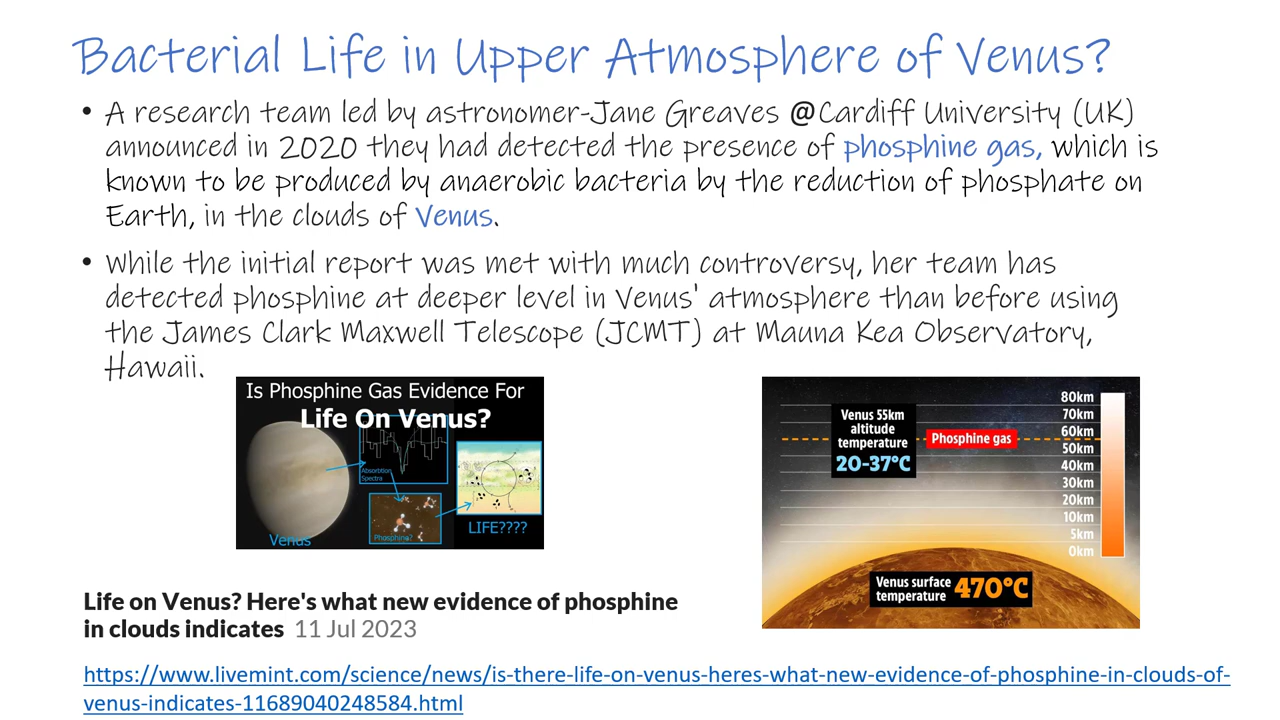 Bacterial Life in Upper Atmosphere of Venus?
• A research team led by astronomer-Jane Greaves @Cardiff University (UK)
announced in 2020 they had detected the presence of phosphine gas, which is
known to be produced by anaerobic bacteria by the reduction of phosphate on
Earth, in the clouds of Venus.
• While the initial report was met with much controversy, her team has
detected phosphine at deeper level in Venus' atmosphere than before using
the James Clark Maxwell Telescope (JCMT) at Mauna Kea Observatory,
Hawaii.
Is Phosphine Gas Evidence For
Life On Venus?
Absorbtion
Spectra
Phosphine?
LIFE????
Venus
80km
70km
60km
50km
40km
30km
20km
10km
5km
0km
Venus 55km
altitude
temperature
20-37°C
Phosphine gas
Venus surface
temperature
470°C
Life on Venus? Here's what new evidence of phosphine
in clouds indicates 11 Jul 2023
https://www.livemint.com/science/news/is-there-life-on-venus-heres-what-new-evidence-of-phosphine-in-clouds-of-
venus-indicates-11689040248584.html